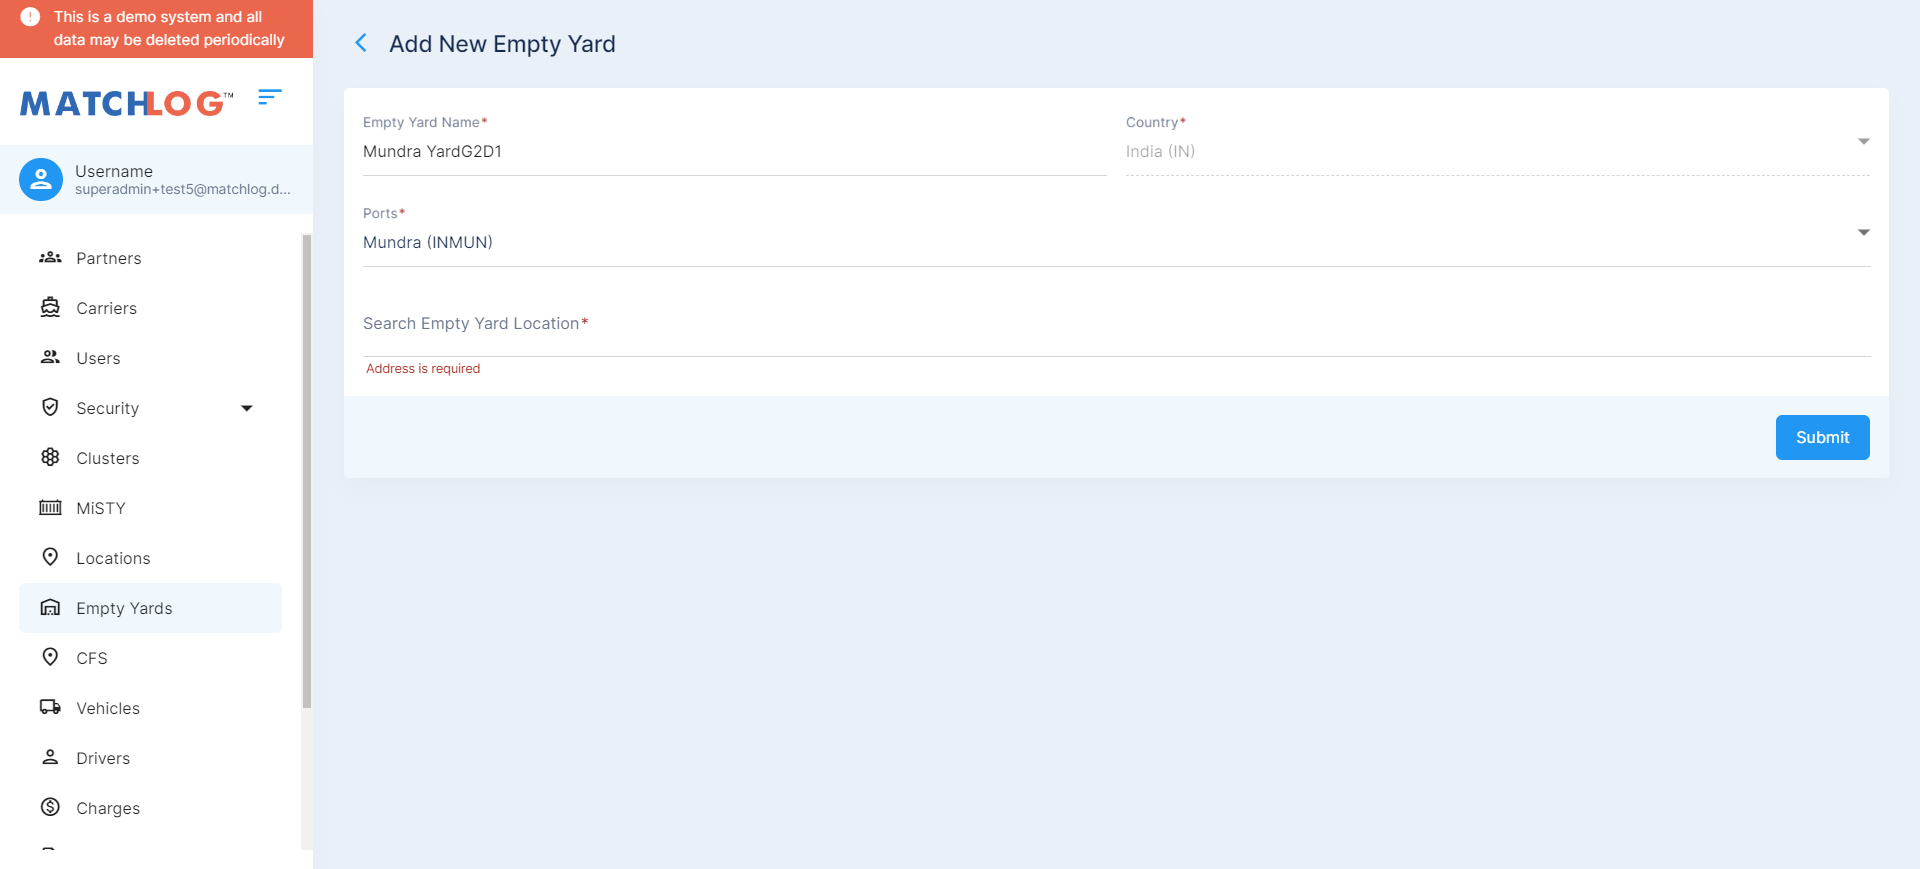 This is a demo system and all
data may be deleted periodically
MATCHLOG™
Username
superadmin+test5@matchlog.d...
Partners
Carriers
Users
Security
Clusters
MiSTY
Locations
Empty Yards
CFS
Vehicles
Drivers
Charges
Add New Empty Yard
Empty Yard Name*
Mundra YardG2D1
Country*
India (IN)
Ports*
Mundra (INMUN)
Search Empty Yard Location*
Address is required
Submit